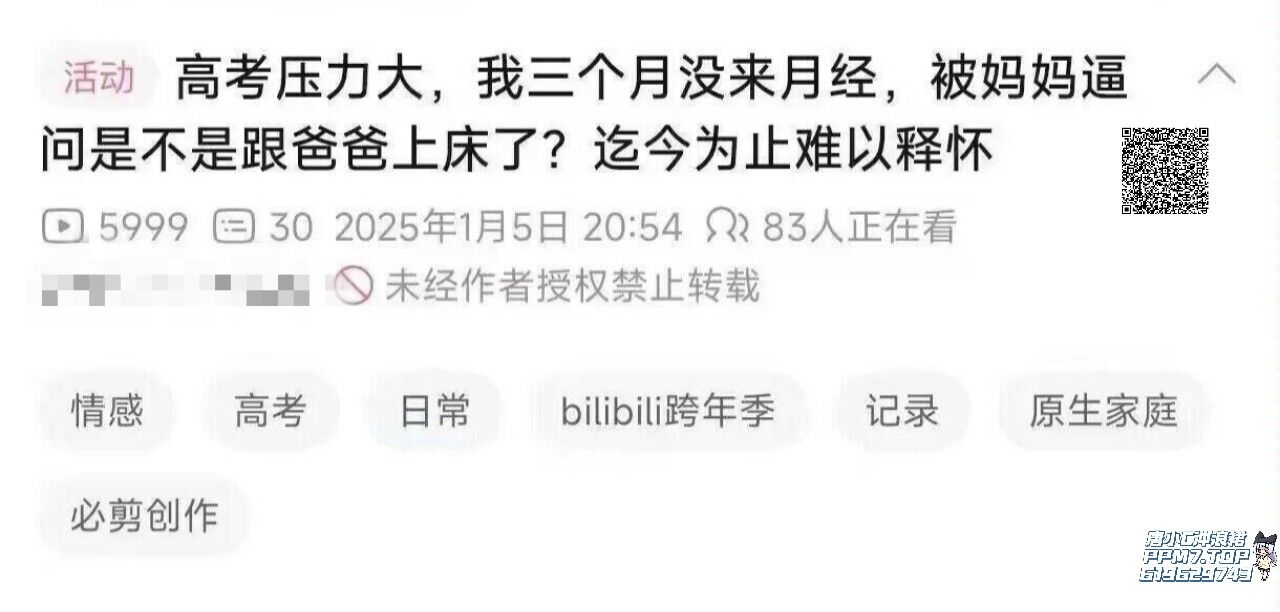 活动 高考压力大，我三个月没来月经，被妈妈逼
问是不是跟爸爸上床了？迄今为止难以释怀
5999 30 2025年1月5日 20:54 83人正在看
未经作者授权禁止转载
情感 高考 日常 bilibili跨年季 记录 原生家庭
必剪创作
PPM7.TOP
619629743